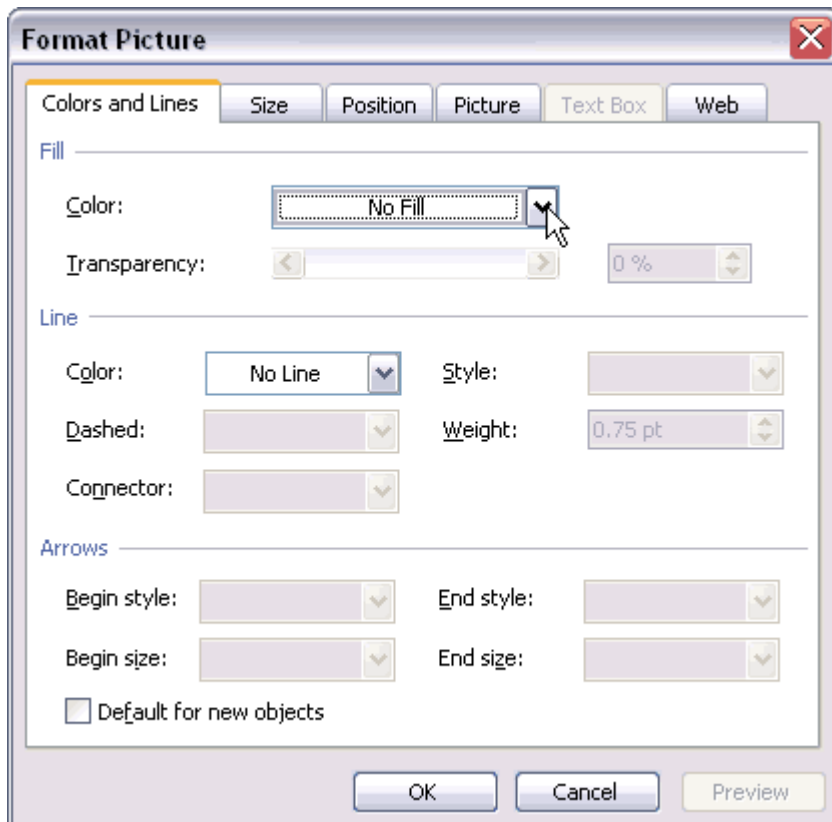 Format Picture
Colors and Lines Size Position Picture Text Box Web
Fill
Color: No Fill
Transparency: 0 %
Line
Color: No Line Style:
Dashed: Weight: 0.75 pt
Connector:
Arrows
Begin style: End style:
Begin size: End size:
Default for new objects
OK Cancel Preview